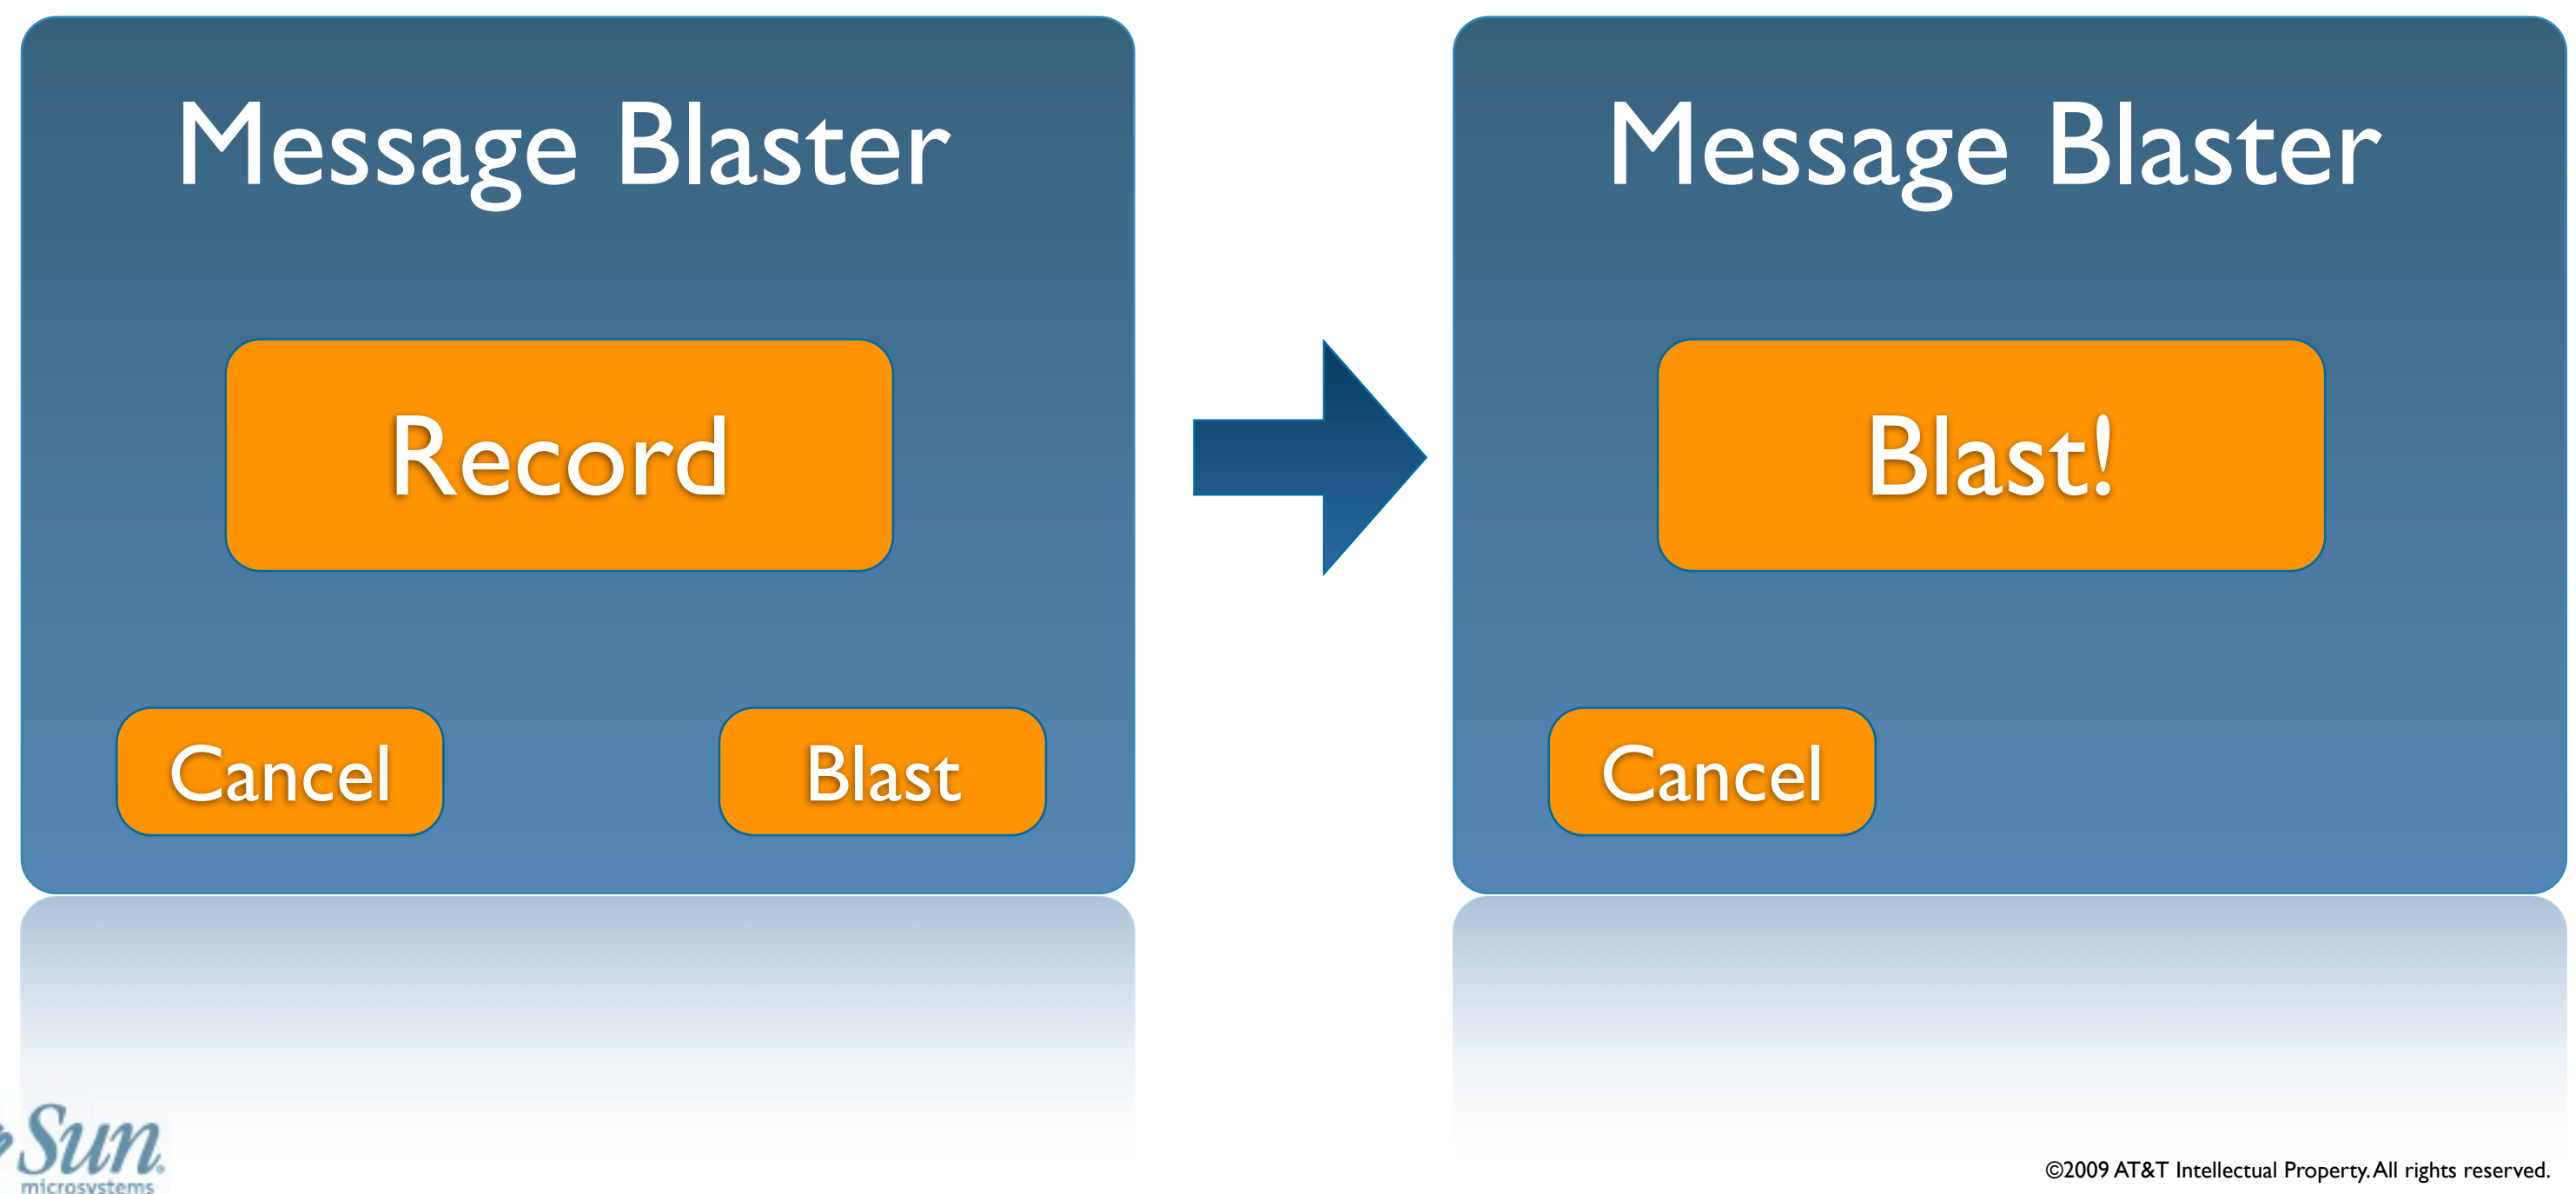 Message Blaster
Record
Cancel
Blast
Message Blaster
Blast!
Cancel
Sun
microsystems
©2009 AT&T Intellectual Property. All rights reserved.